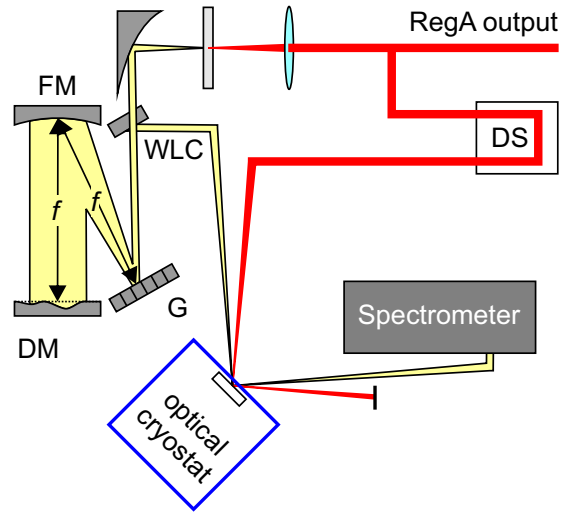 RegA output
FM
WLC
DS
f
f
G
DM
Spectrometer
optical
cryostat